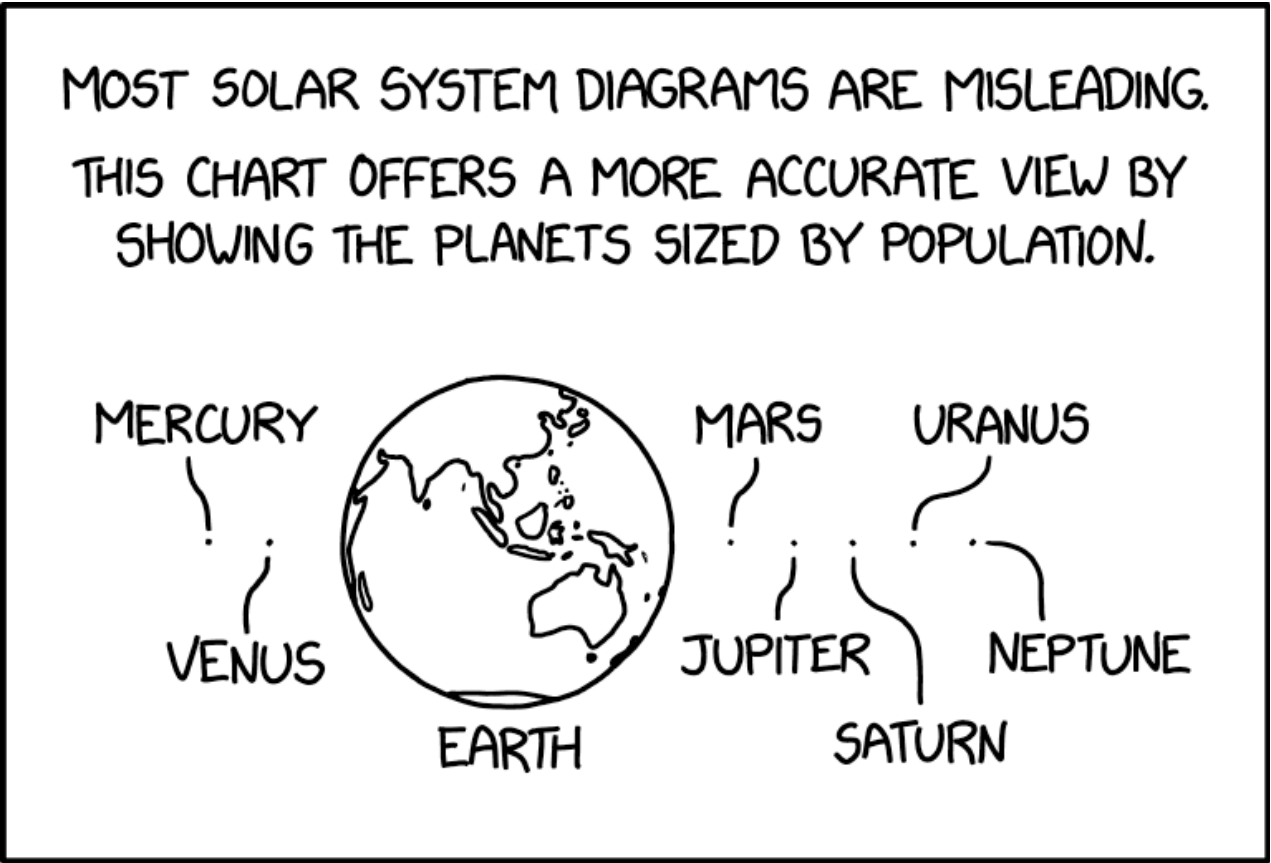 MOST SOLAR SYSTEM DIAGRAMS ARE MISLEADING.
THIS CHART OFFERS A MORE ACCURATE VIEW BY
SHOWING THE PLANETS SIZED BY POPULATION.
MERCURY
VENUS
EARTH
MARS
JUPITER
SATURN
URANUS
NEPTUNE